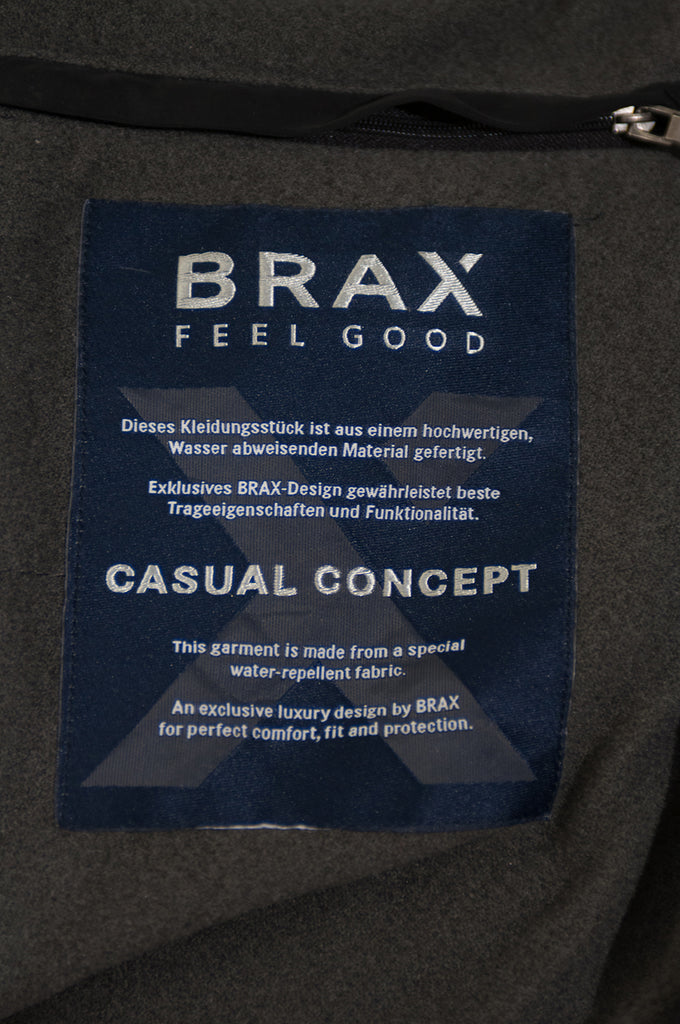 BRAX
FEEL GOOD
Dieses Kleidungsstück ist aus einem hochwertigen,
Wasser abweisenden Material gefertigt.
Exklusives BRAX-Design gewährleistet beste
Trageeigenschaften und Funktionalität.
CASUAL CONCEPT
This garment is made from a special
water-repellent fabric.
An exclusive luxury design by BRAX
for perfect comfort, fit and protection.